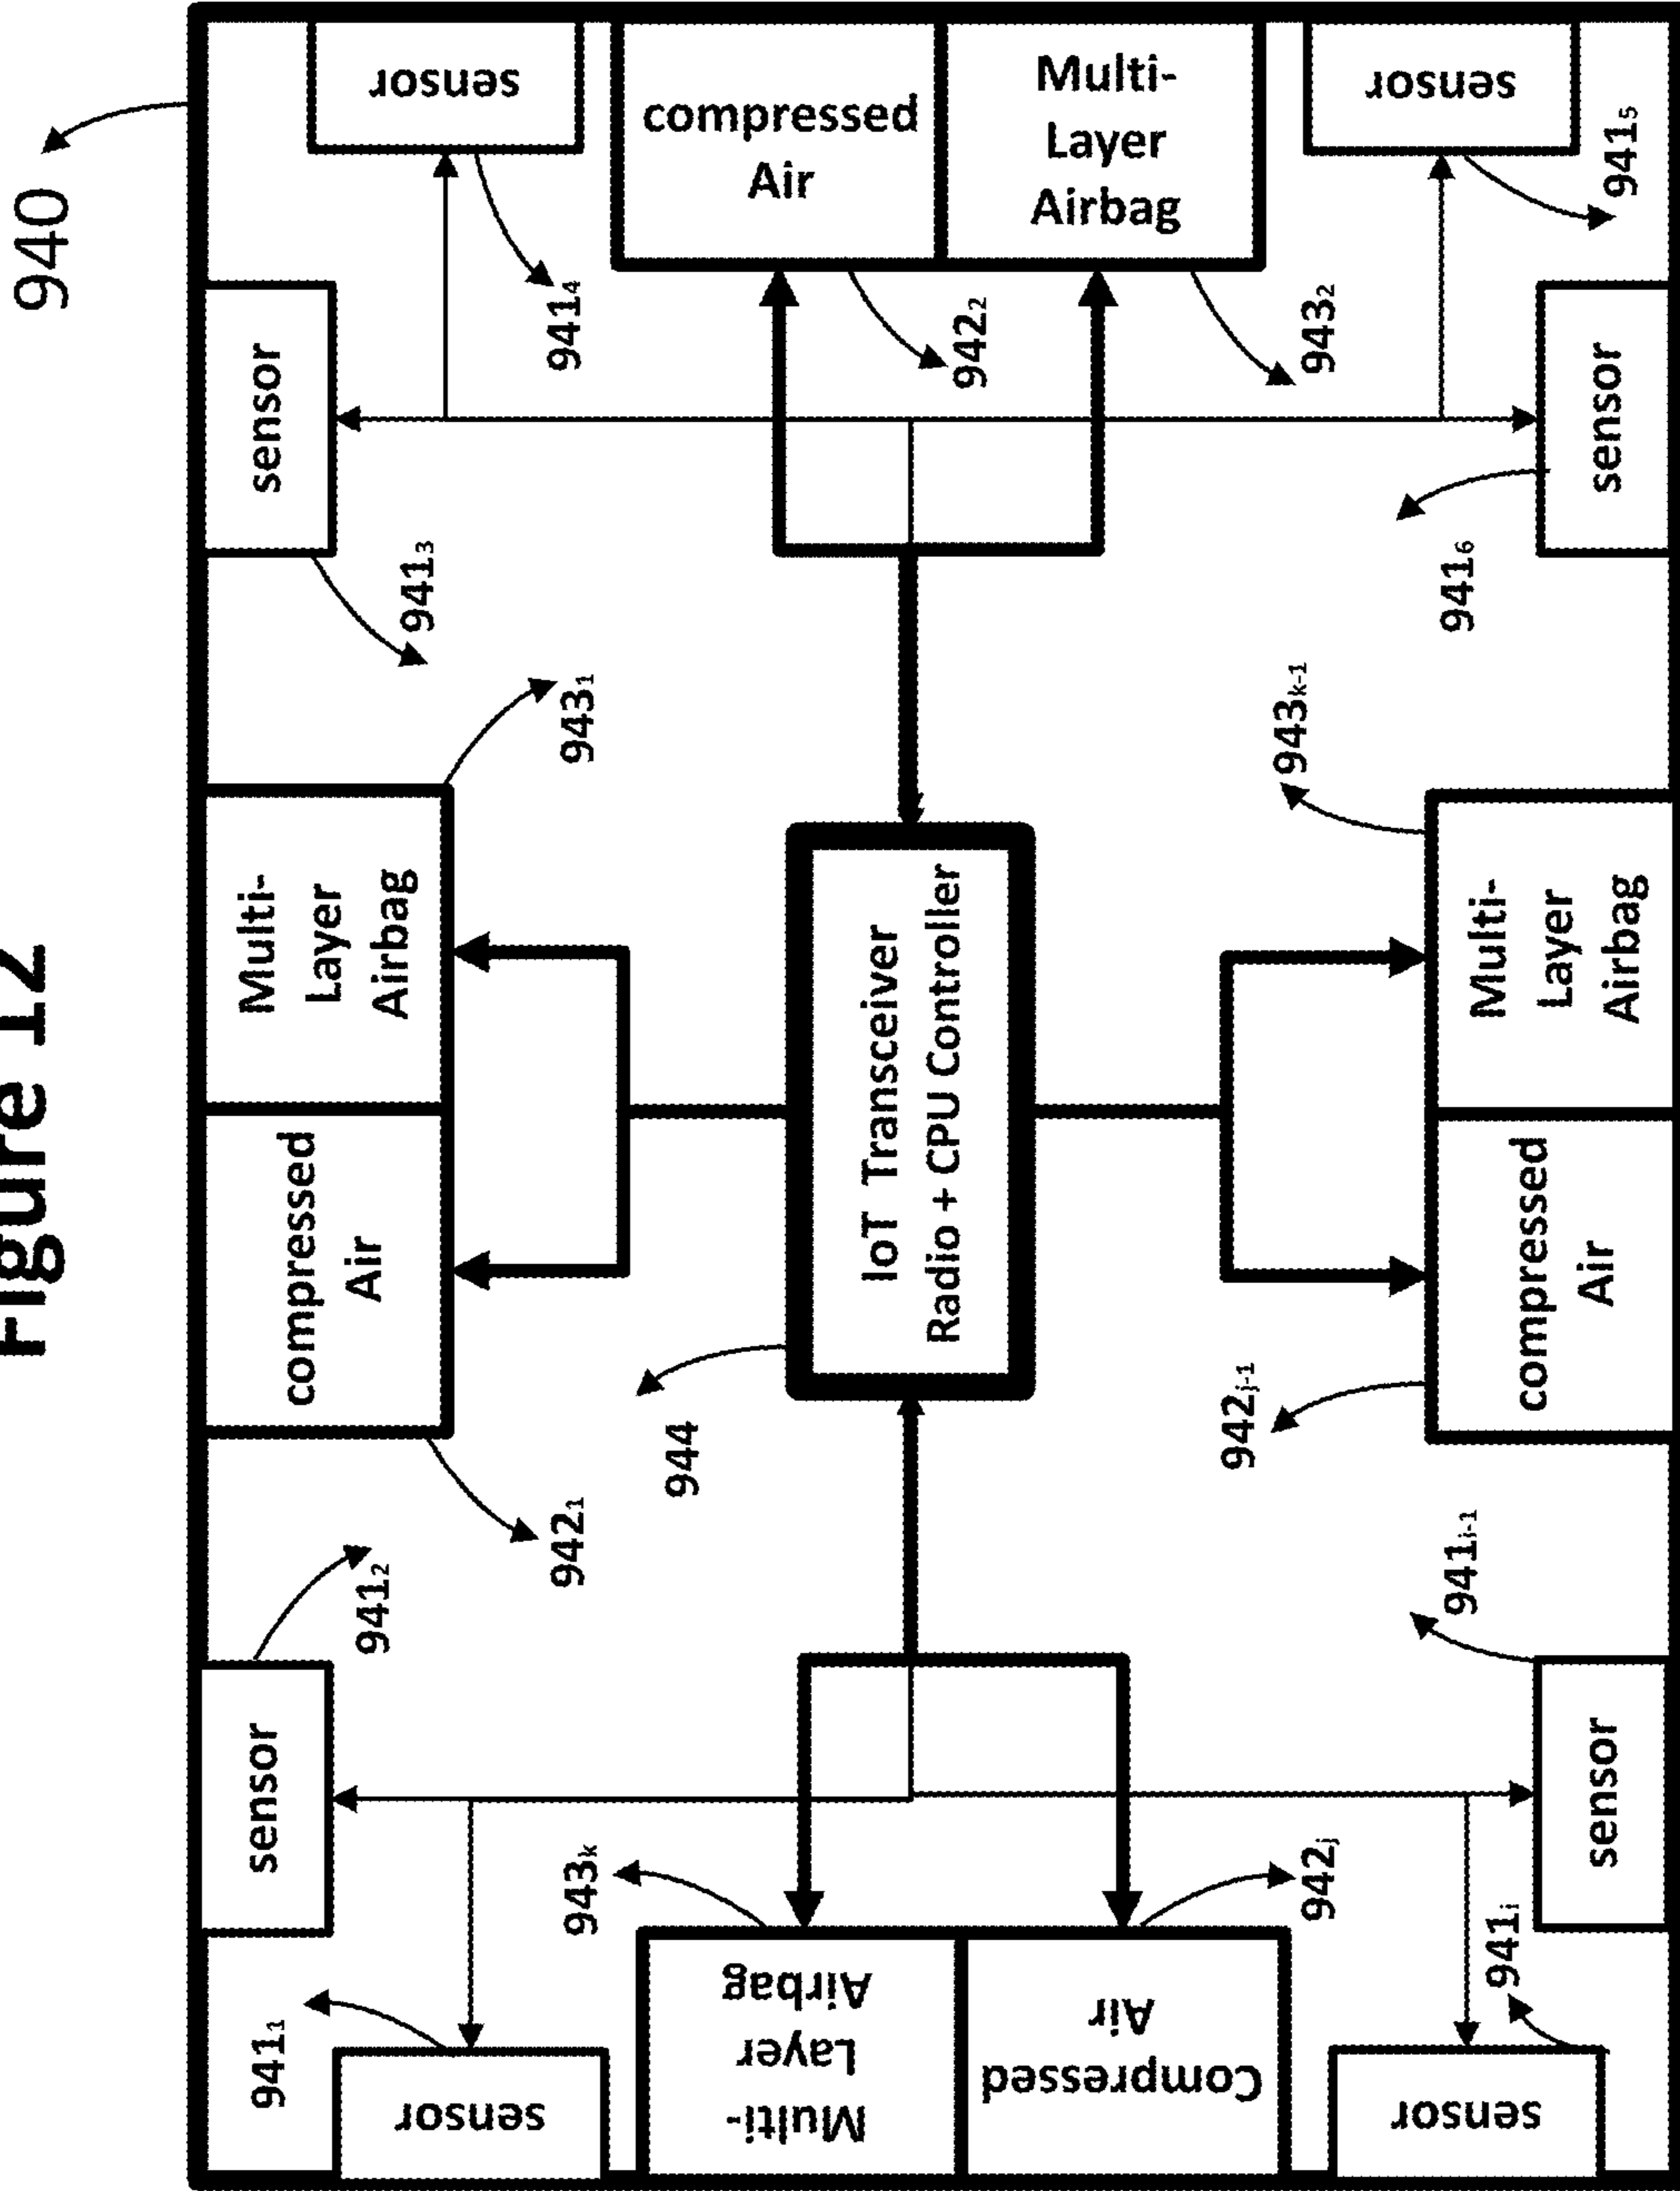 Figure 12
940
sensor
941₁
sensor
941₂
compressed
Air
942₁
Multi-
Layer
Airbag
943₁
sensor
941₃
sensor
941₄
Multi-
Layer
Airbag
943ₖ
Compressed
Air
942ⱼ
944
IoT Transceiver
Radio + CPU Controller
compressed
Air
942₂
Multi-
Layer
Airbag
943₂
sensor
941ᵢ
sensor
941ᵢ₋₁
compressed
Air
942ⱼ₋₁
Multi-
Layer
Airbag
943ₖ₋₁
sensor
941₆
sensor
941₅